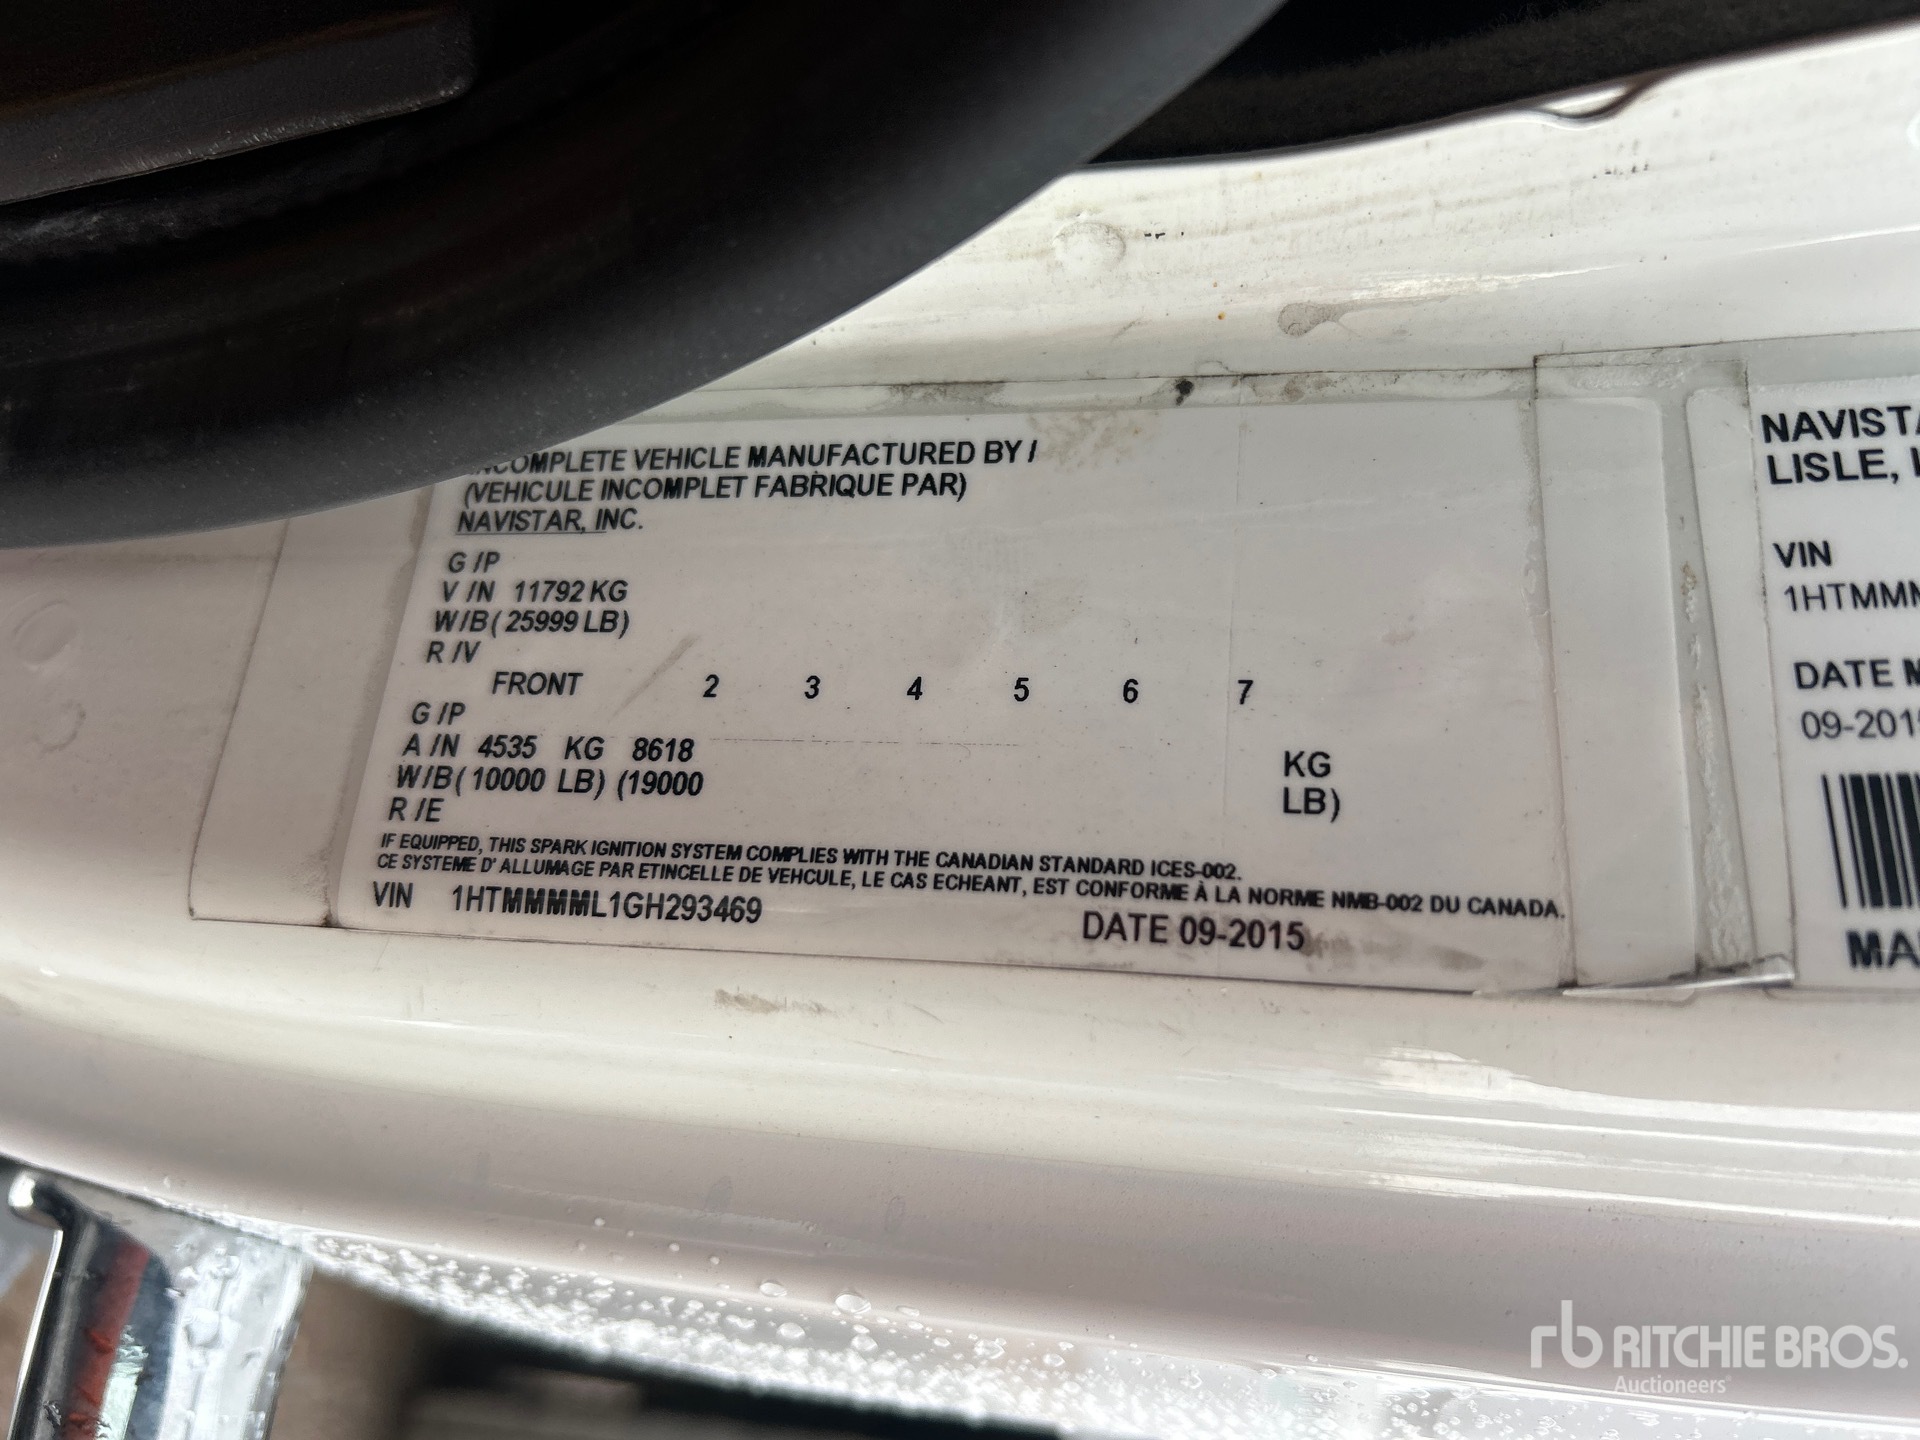 INCOMPLETE VEHICLE MANUFACTURED BY /
(VEHICULE INCOMPLET FABRIQUE PAR)
NAVISTAR, INC.
G /P
V /N 11792 KG
W/B ( 25999 LB)
R /V
FRONT 2 3 4 5 6 7
G /P
A /N 4535 KG 8618 KG
W/B ( 10000 LB) (19000 LB)
R /E
IF EQUIPPED, THIS SPARK IGNITION SYSTEM COMPLIES WITH THE CANADIAN STANDARD ICES-002.
CE SYSTEME D' ALLUMAGE PAR ETINCELLE DE VEHCULE, LE CAS ECHEANT, EST CONFORME À LA NORME NMB-002 DU CANADA.
VIN 1HTMMMML1GH293469
DATE 09-2015
NAVISTA
LISLE, I
VIN
1HTMMM
DATE M
09-2015
MA
rb RITCHIE BROS.
Auctioneers